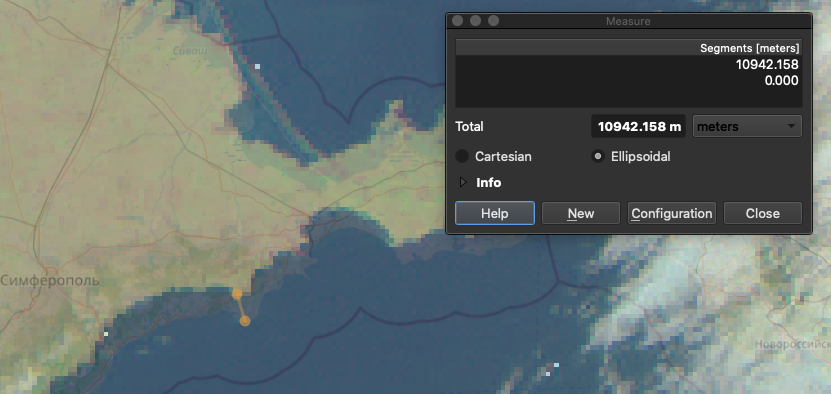 Сиваш
Measure
Segments [meters]
10942.158
0.000
Total
10942.158 m
meters
Cartesian
Ellipsoidal
Info
Help
New
Configuration
Close
Симферополь
Новороссийск